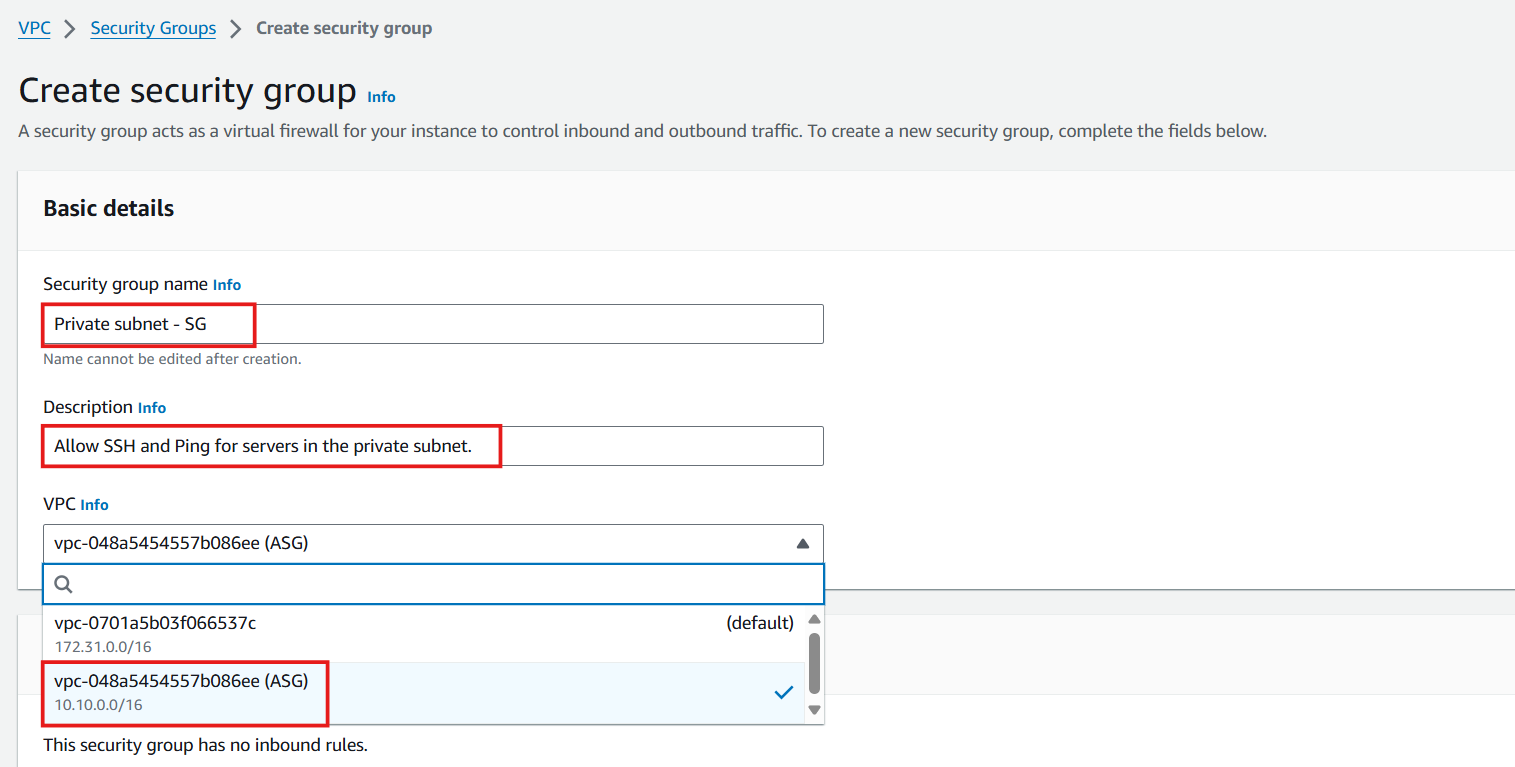 VPC > Security Groups > Create security group
Create security group Info
A security group acts as a virtual firewall for your instance to control inbound and outbound traffic. To create a new security group, complete the fields below.
Basic details
Security group name Info
Private subnet - SG
Name cannot be edited after creation.
Description Info
Allow SSH and Ping for servers in the private subnet.
VPC Info
vpc-048a5454557b086ee (ASG)
vpc-0701a5b03f066537c (default)
172.31.0.0/16
vpc-048a5454557b086ee (ASG)
10.10.0.0/16
This security group has no inbound rules.